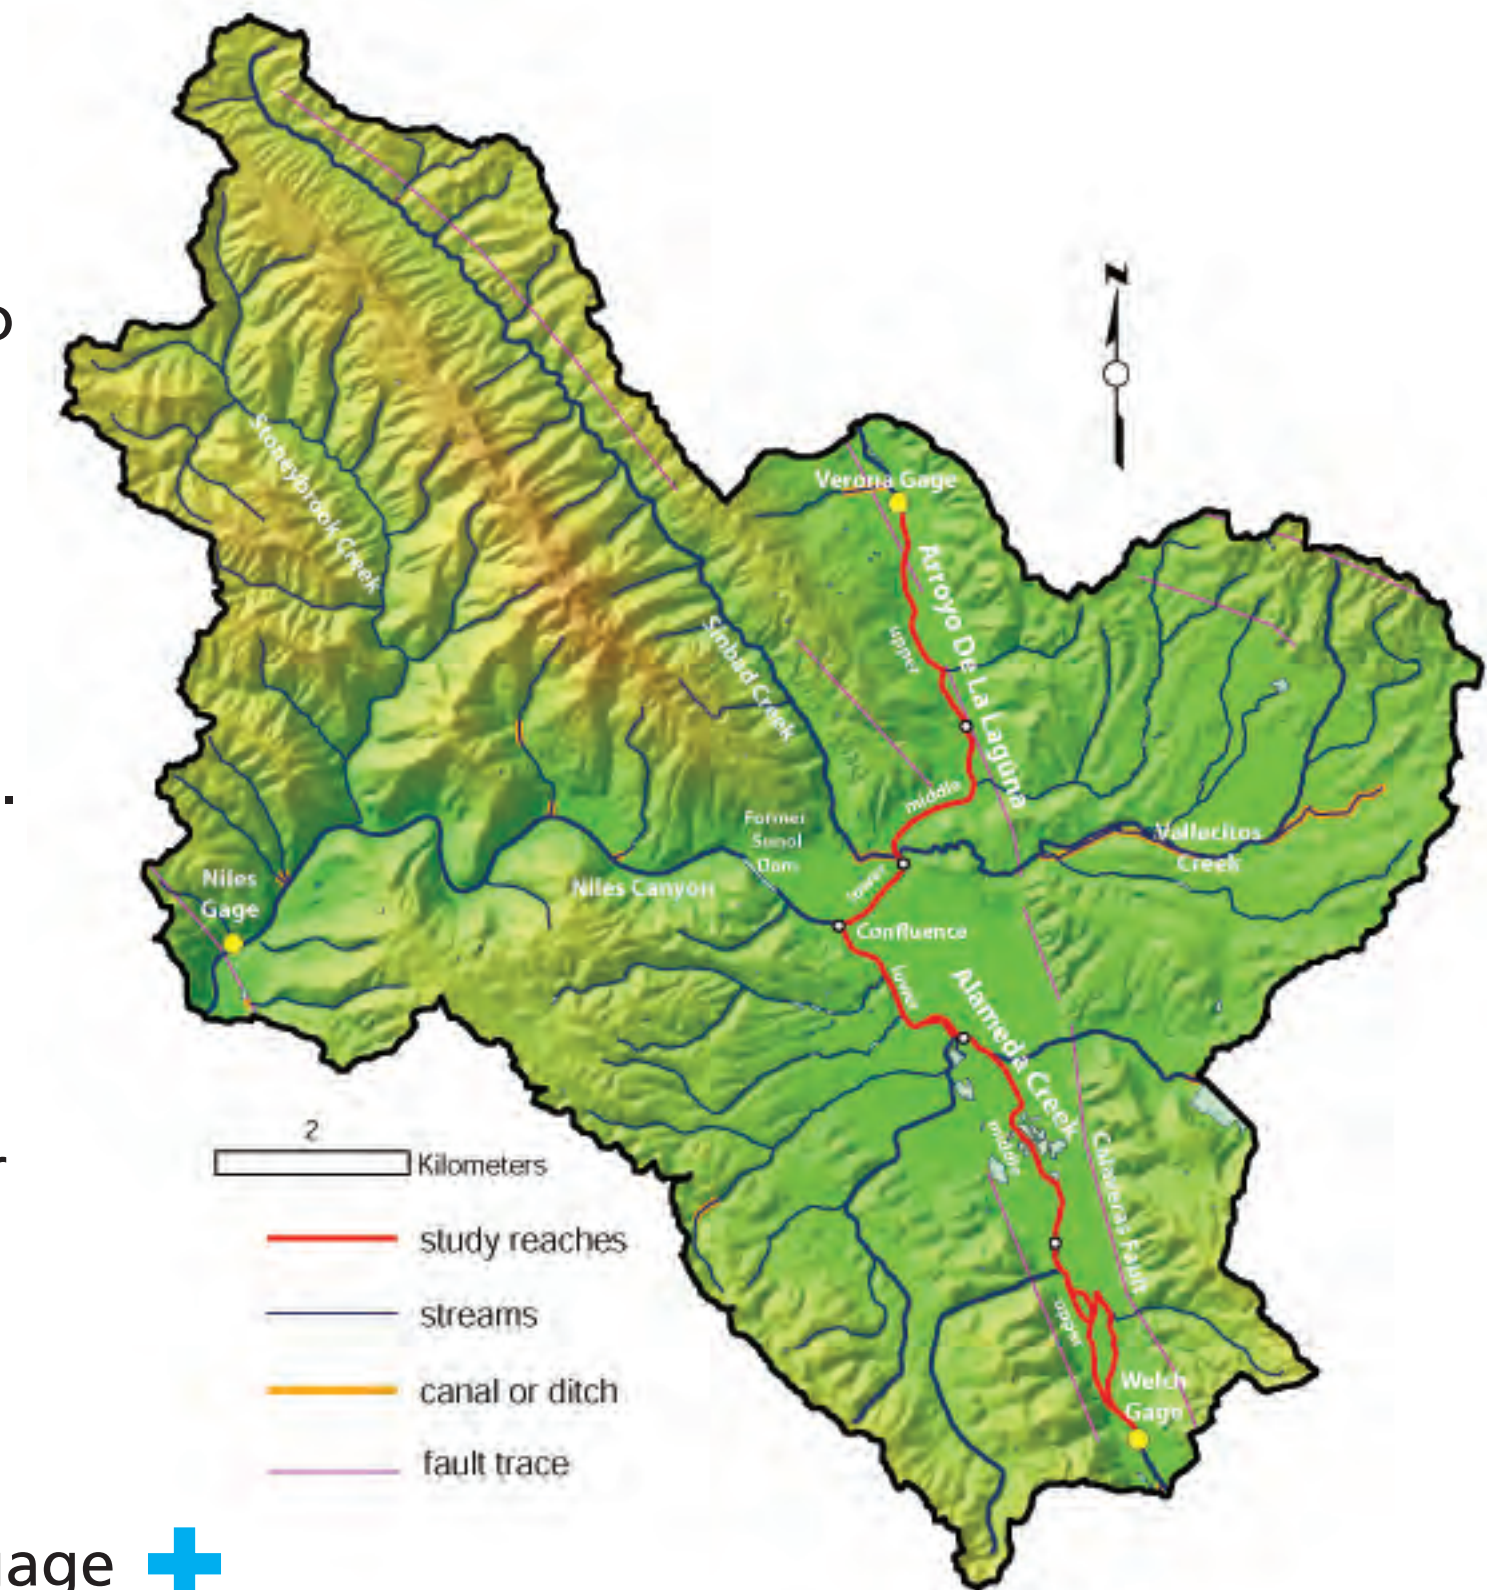 o
.
r
gage
N
Verona Gage
Arroyo De La Laguna
upper
Stoneybrook Creek
Sinbad Creek
middle
Former
Sunol
Dam
Vallecitos
Creek
Niles
Gage
Niles Canyon
lower
Confluence
lower
Alameda Creek
middle
Calaveras Fault
upper
Welch
Gage
2
Kilometers
study reaches
streams
canal or ditch
fault trace